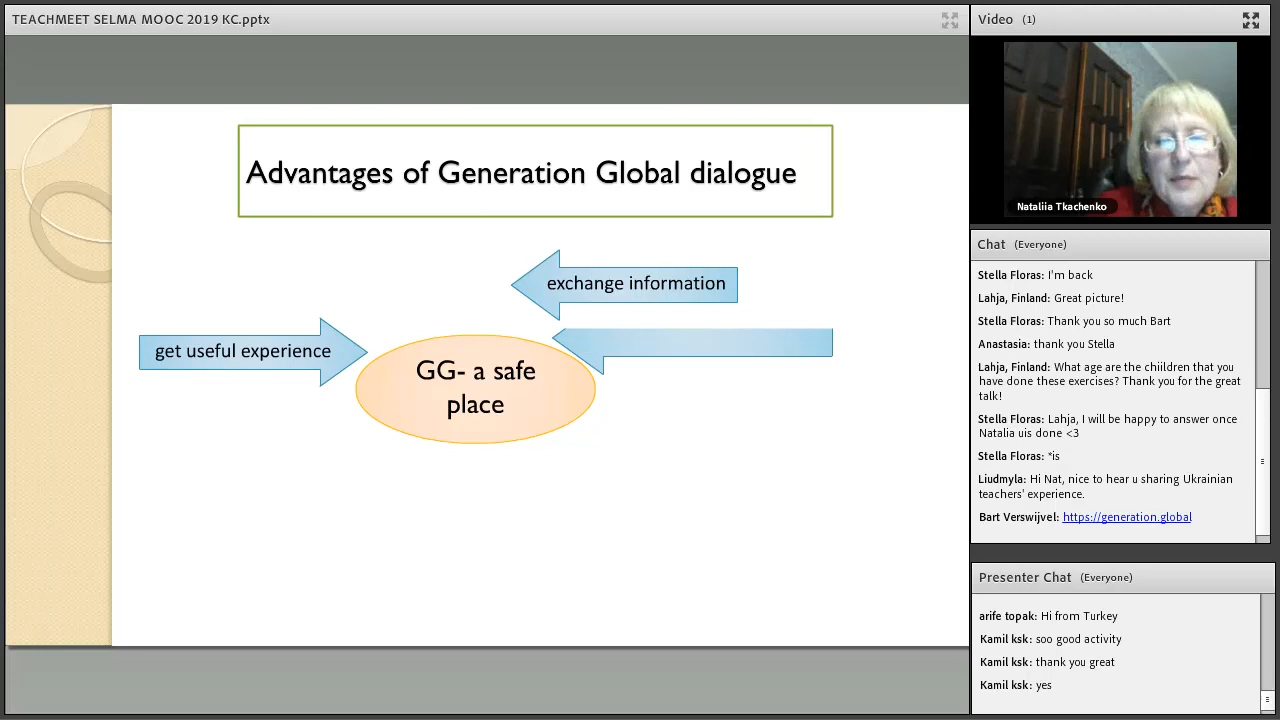 TEACHMEET SELMA MOOC 2019 KC.pptx
Advantages of Generation Global dialogue
exchange information
get useful experience
GG- a safe
place
Video (1)
Nataliia Tkachenko
Chat (Everyone)
Stella Floras: I'm back
Lahja, Finland: Great picture!
Stella Floras: Thank you so much Bart
Anastasia: thank you Stella
Lahja, Finland: What age are the chiildren that you
have done these exercises? Thank you for the great
talk!
Stella Floras: Lahja, I will be happy to answer once
Natalia uis done <3
Stella Floras: *is
Liudmyla: Hi Nat, nice to hear u sharing Ukrainian
teachers' experience.
Bart Verswijvel: https://generation.global
Presenter Chat (Everyone)
arife topak: Hi from Turkey
Kamil ksk: soo good activity
Kamil ksk: thank you great
Kamil ksk: yes